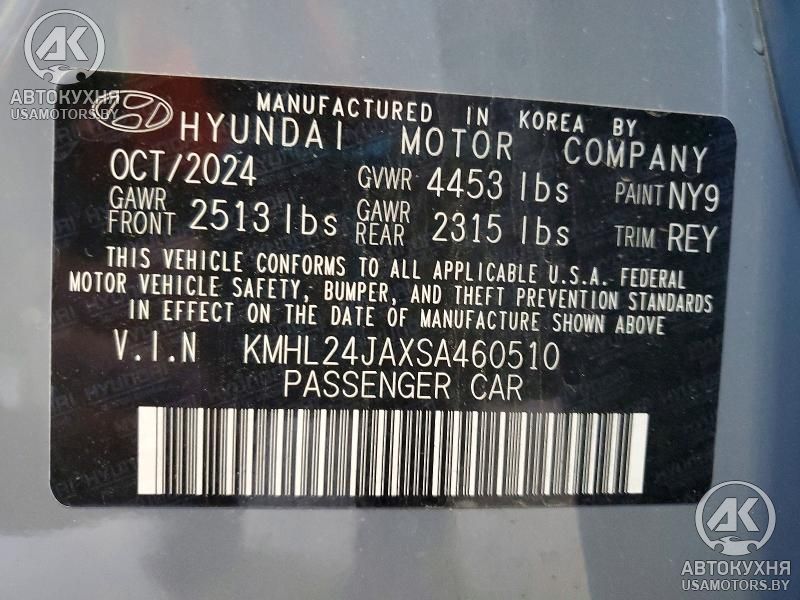 AK
АВТОКУХНЯ
USAMOTORS.BY
MANUFACTURED IN KOREA BY
HYUNDAI MOTOR COMPANY
OCT/2024 GVWR 4453 lbs PAINT NY9
GAWR FRONT 2513 lbs GAWR REAR 2315 lbs TRIM REY
THIS VEHICLE CONFORMS TO ALL APPLICABLE U.S.A. FEDERAL
MOTOR VEHICLE SAFETY, BUMPER, AND THEFT PREVENTION STANDARDS
IN EFFECT ON THE DATE OF MANUFACTURE SHOWN ABOVE
V.I.N KMHL24JAXSA460510
PASSENGER CAR
AK
АВТОКУХНЯ
USAMOTORS.BY